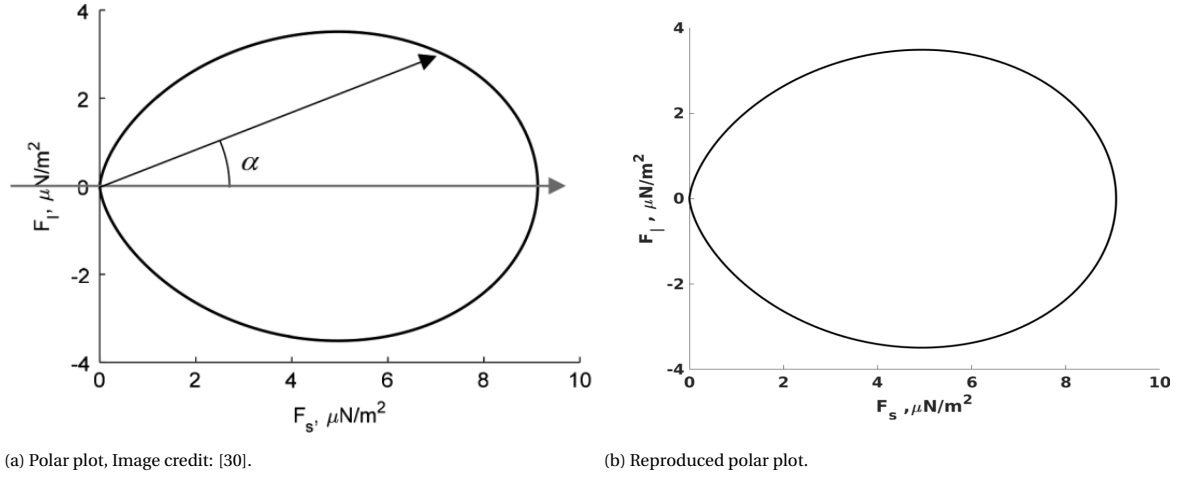 4
2
0
-2
-4
F_l, μN/m²
α
0 2 4 6 8 10
F_s, μN/m²
(a) Polar plot, Image credit: [30].
4
2
0
-2
-4
F_l , μN/m²
0 2 4 6 8 10
F_s ,μN/m²
(b) Reproduced polar plot.